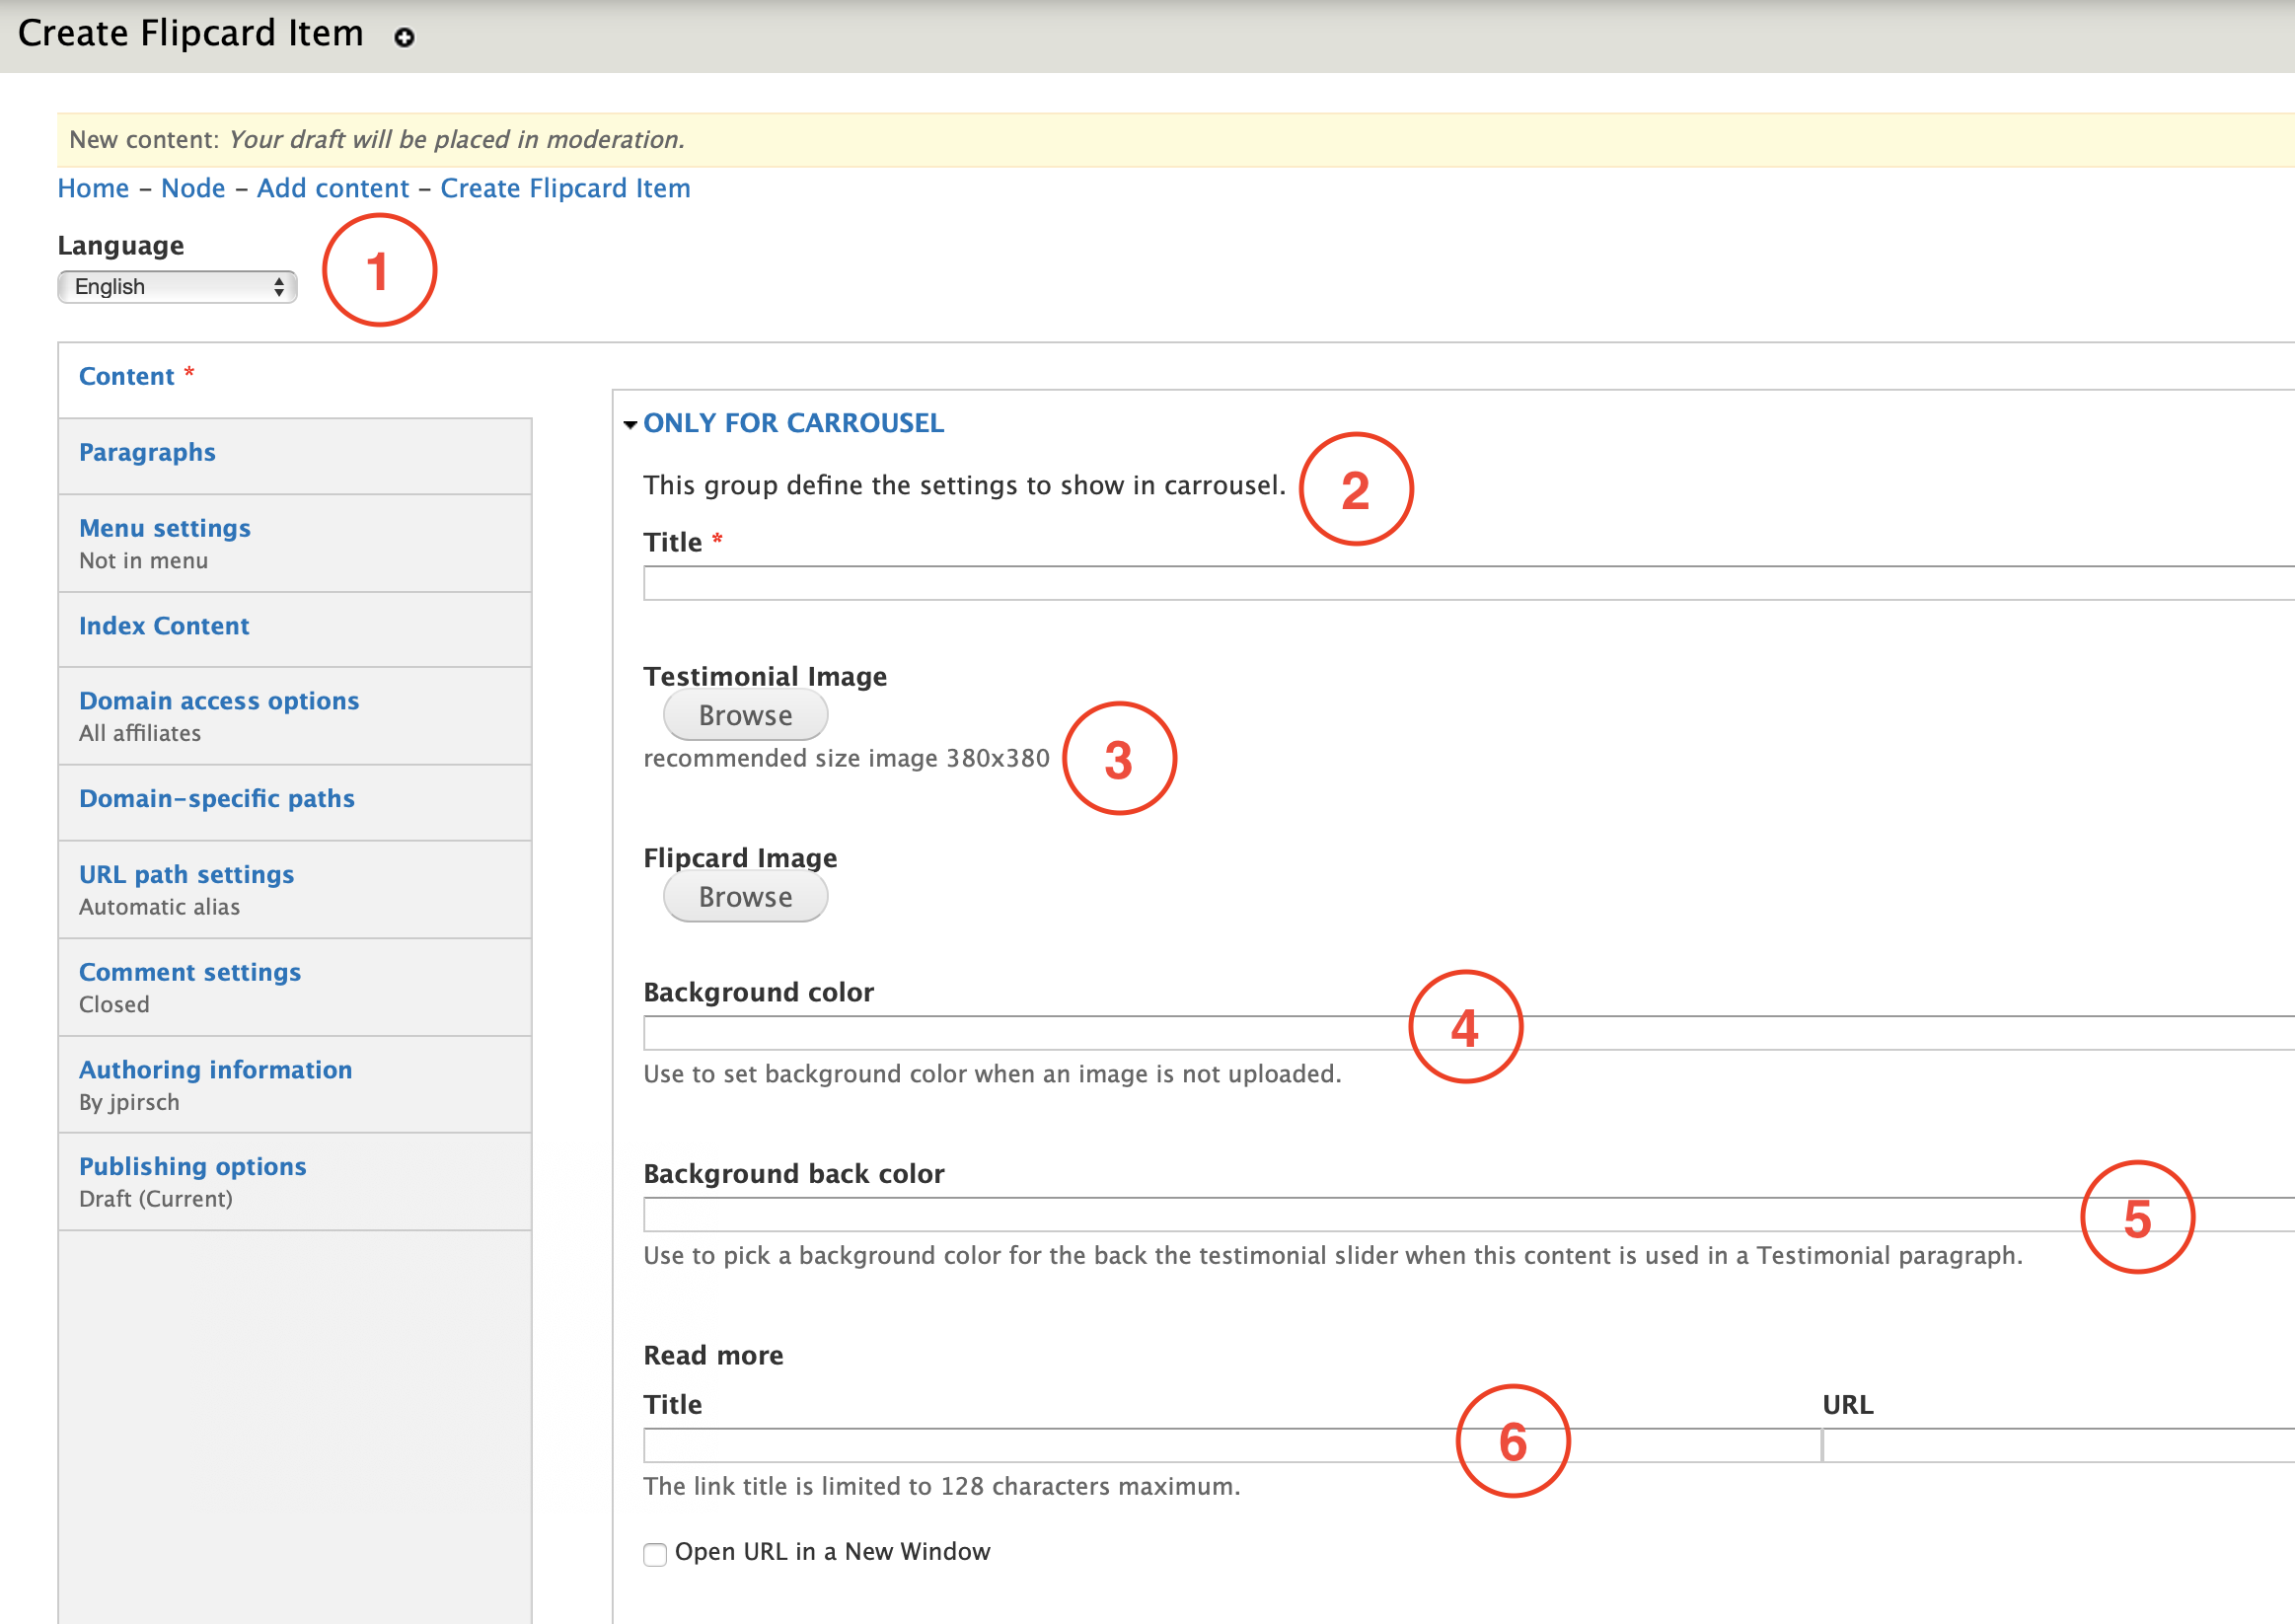 Create Flipcard Item
New content: Your draft will be placed in moderation.
Home – Node – Add content – Create Flipcard Item
Language
English
1
Content *
Paragraphs
Menu settings
Not in menu
Index Content
Domain access options
All affiliates
Domain-specific paths
URL path settings
Automatic alias
Comment settings
Closed
Authoring information
By jpirsch
Publishing options
Draft (Current)
ONLY FOR CARROUSEL
This group define the settings to show in carrousel.
2
Title *
Testimonial Image
Browse
recommended size image 380x380
3
Flipcard Image
Browse
Background color
4
Use to set background color when an image is not uploaded.
Background back color
5
Use to pick a background color for the back the testimonial slider when this content is used in a Testimonial paragraph.
Read more
Title URL
6
The link title is limited to 128 characters maximum.
Open URL in a New Window